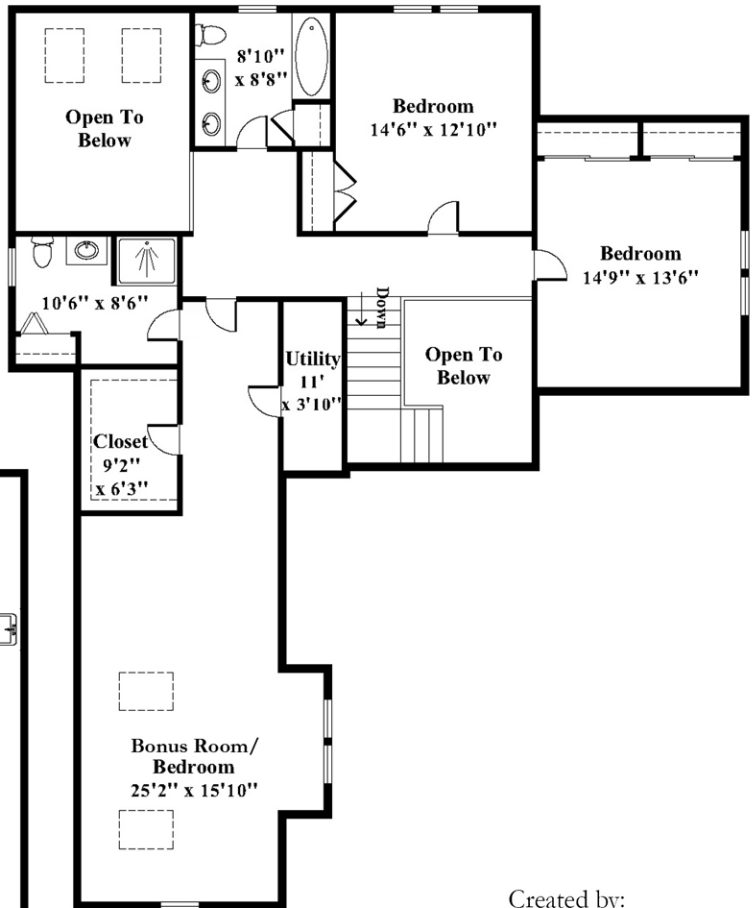 8'10"
x 8'8"
Open To
Below
Bedroom
14'6" x 12'10"
Bedroom
14'9" x 13'6"
10'6" x 8'6"
Down
Utility
11'
x 3'10"
Open To
Below
Closet
9'2"
x 6'3"
Bonus Room/
Bedroom
25'2" x 15'10"
Created by: